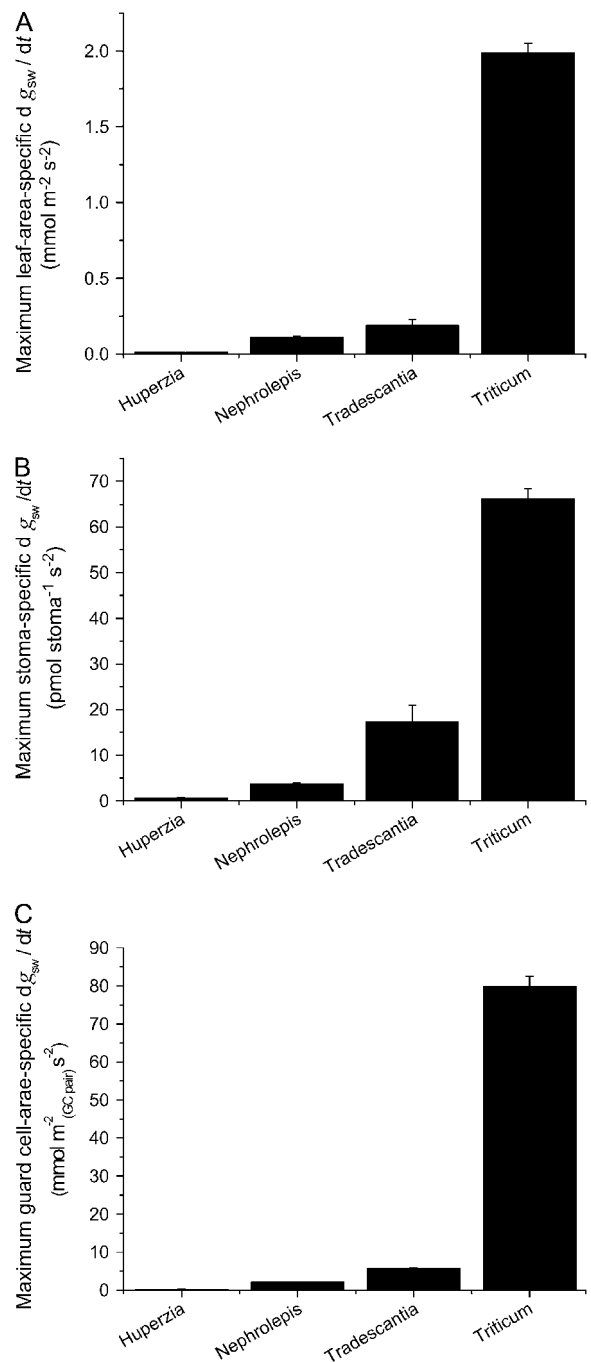 A
Maximum leaf-area-specific d gsw / dt
(mmol m-2 s-2)
2.0
1.5
1.0
0.5
0.0
Huperzia
Nephrolepis
Tradescantia
Triticum
B
Maximum stoma-specific d gsw /dt
(pmol stoma-1 s-2)
70
60
50
40
30
20
10
0
Huperzia
Nephrolepis
Tradescantia
Triticum
C
Maximum guard cell-arae-specific dgsw / dt
(mmol m-2(GC pair) s-2)
90
80
70
60
50
40
30
20
10
0
Huperzia
Nephrolepis
Tradescantia
Triticum